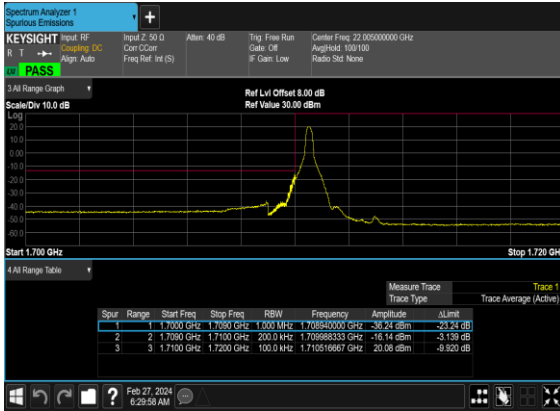 Spectrum Analyzer 1
Spurious Emissions
+
KEYSIGHT Input: RF Input Z: 50 Ω Atten: 40 dB Trig: Free Run Center Freq: 22.005000000 GHz
R T Coupling: DC Corr CCorr Gate: Off Avg|Hold: 100/100
Align: Auto Freq Ref: Int (S) IF Gain: Low Radio Std: None
PASS
3 All Range Graph
Ref Lvl Offset 8.00 dB
Scale/Div 10.0 dB Ref Value 30.00 dBm
Log
20.0
10.0
0.00
-10.0
-20.0
-30.0
-40.0
-50.0
-60.0
Start 1.700 GHz Stop 1.720 GH
4 All Range Table
Measure Trace Trace 1
Trace Type Trace Average (Active)
Spur Range Start Freq Stop Freq RBW Frequency Amplitude ΔLimit
1 1 1.7000 GHz 1.7090 GHz 1.000 MHz 1.708940000 GHz -36.24 dBm -23.24 dB
2 2 1.7090 GHz 1.7100 GHz 200.0 kHz 1.709988333 GHz -16.14 dBm -3.139 dB
3 3 1.7100 GHz 1.7200 GHz 100.0 kHz 1.710516667 GHz 20.08 dBm -9.920 dB
?
Feb 27, 2024
6:29:58 AM